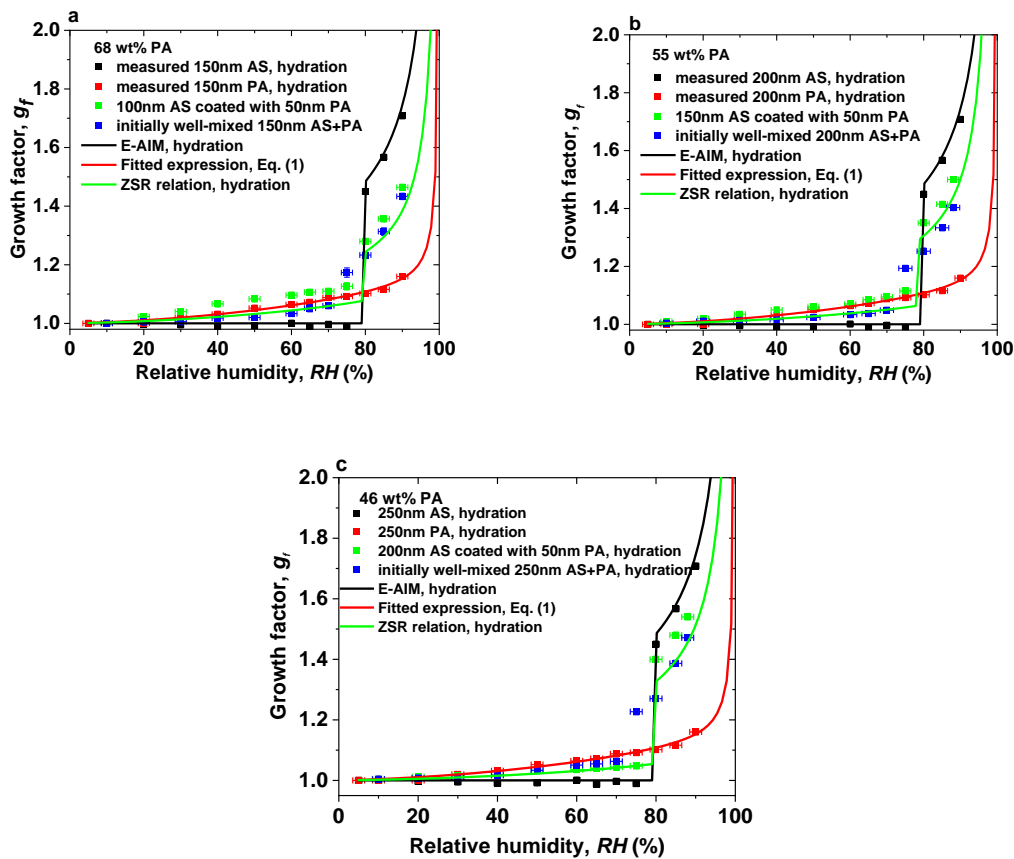 a
68 wt% PA
measured 150nm AS, hydration
measured 150nm PA, hydration
100nm AS coated with 50nm PA
initially well-mixed 150nm AS+PA
E-AIM, hydration
Fitted expression, Eq. (1)
ZSR relation, hydration
Growth factor, gf
2.0
1.8
1.6
1.4
1.2
1.0
0 20 40 60 80 100
Relative humidity, RH (%)
b
55 wt% PA
measured 200nm AS, hydration
measured 200nm PA, hydration
150nm AS coated with 50nm PA
initially well-mixed 200nm AS+PA
E-AIM, hydration
Fitted expression, Eq. (1)
ZSR relation, hydration
Growth factor, gf
2.0
1.8
1.6
1.4
1.2
1.0
0 20 40 60 80 100
Relative humidity, RH (%)
c
46 wt% PA
250nm AS, hydration
250nm PA, hydration
200nm AS coated with 50nm PA, hydration
initially well-mixed 250nm AS+PA, hydration
E-AIM, hydration
Fitted expression, Eq. (1)
ZSR relation, hydration
Growth factor, gf
2.0
1.8
1.6
1.4
1.2
1.0
0 20 40 60 80 100
Relative humidity, RH (%)